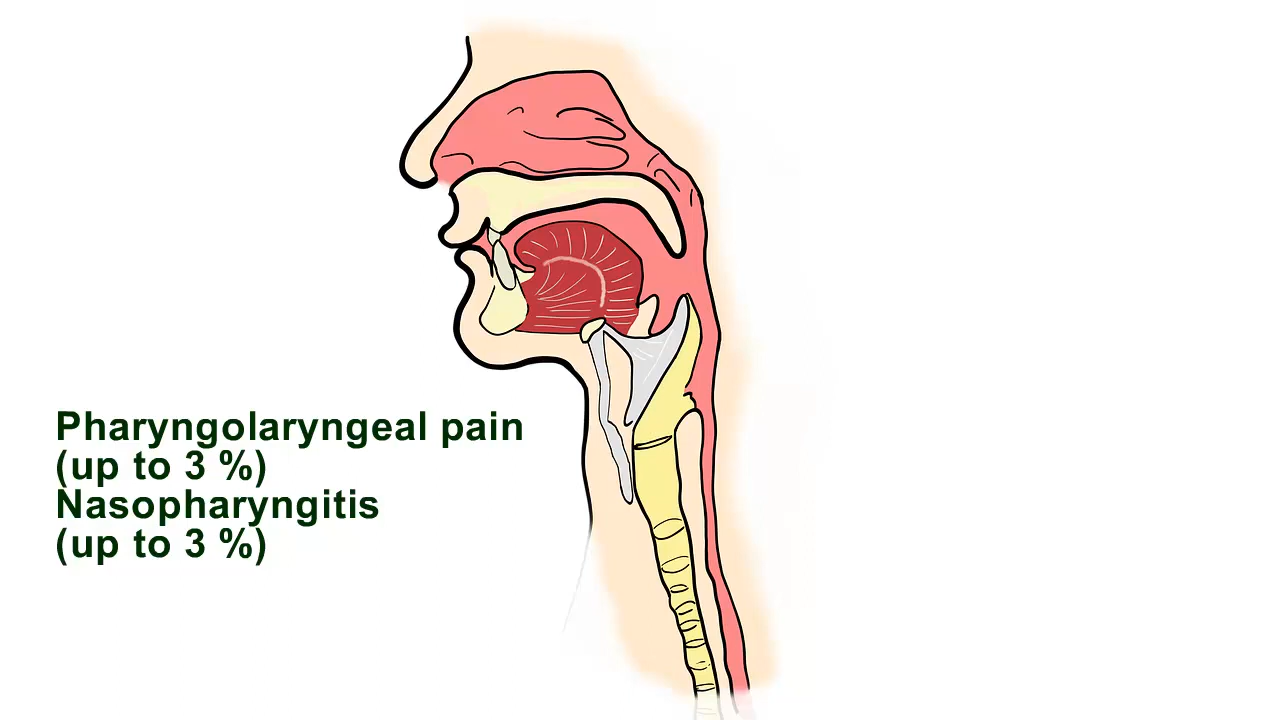 Pharyngolaryngeal pain
(up to 3 %)
Nasopharyngitis
(up to 3 %)